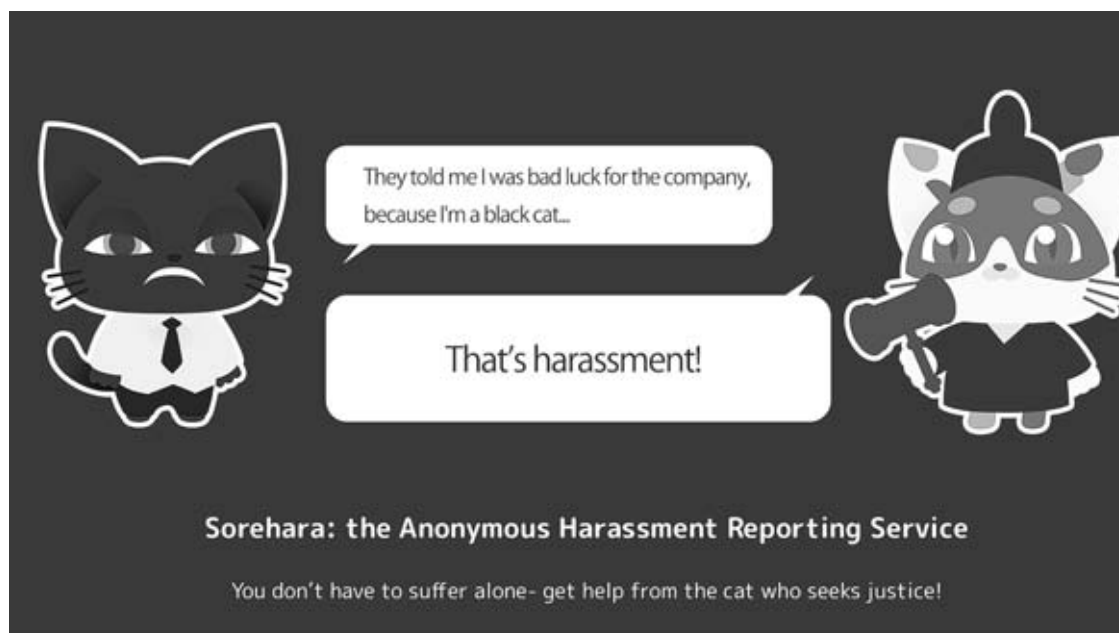 They told me I was bad luck for the company,
because I'm a black cat...
That's harassment!
Sorehara: the Anonymous Harassment Reporting Service
You don't have to suffer alone- get help from the cat who seeks justice!